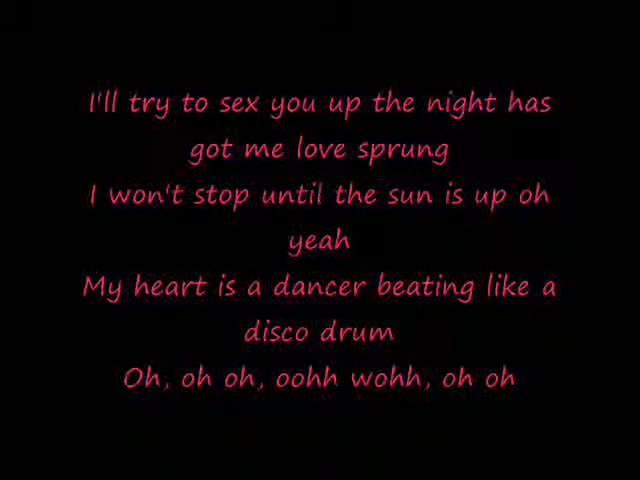 I'll try to sex you up the night has
got me love sprung
I won't stop until the sun is up oh
yeah
My heart is a dancer beating like a
disco drum
Oh, oh oh, oohh wohh, oh oh